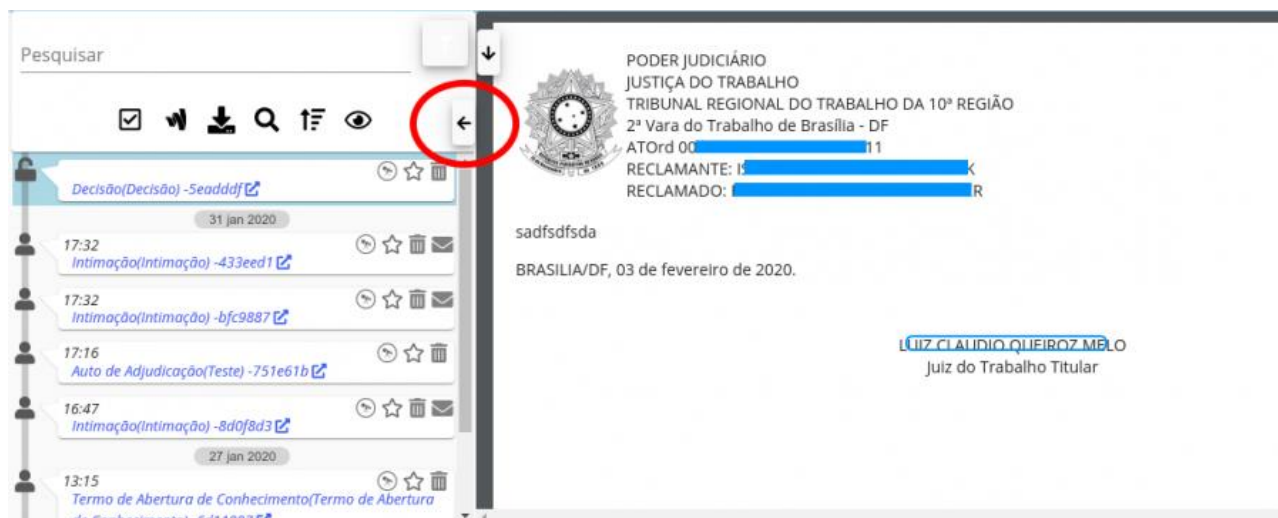 Pesquisar
Decisão(Decisão) -5eadddf
31 jan 2020
17:32
Intimação(Intimação) -433eed1
17:32
Intimação(Intimação) -bfc9887
17:16
Auto de Adjudicação(Teste) -751e61b
16:47
Intimação(Intimação) -8d0f8d3
27 jan 2020
13:15
Termo de Abertura de Conhecimento(Termo de Abertura
PODER JUDICIÁRIO
JUSTIÇA DO TRABALHO
TRIBUNAL REGIONAL DO TRABALHO DA 10ª REGIÃO
2ª Vara do Trabalho de Brasília - DF
ATOrd 00 11
RECLAMANTE: IS K
RECLAMADO: R
sadfsdfsda
BRASILIA/DF, 03 de fevereiro de 2020.
LUIZ CLAUDIO QUEIROZ MELO
Juiz do Trabalho Titular